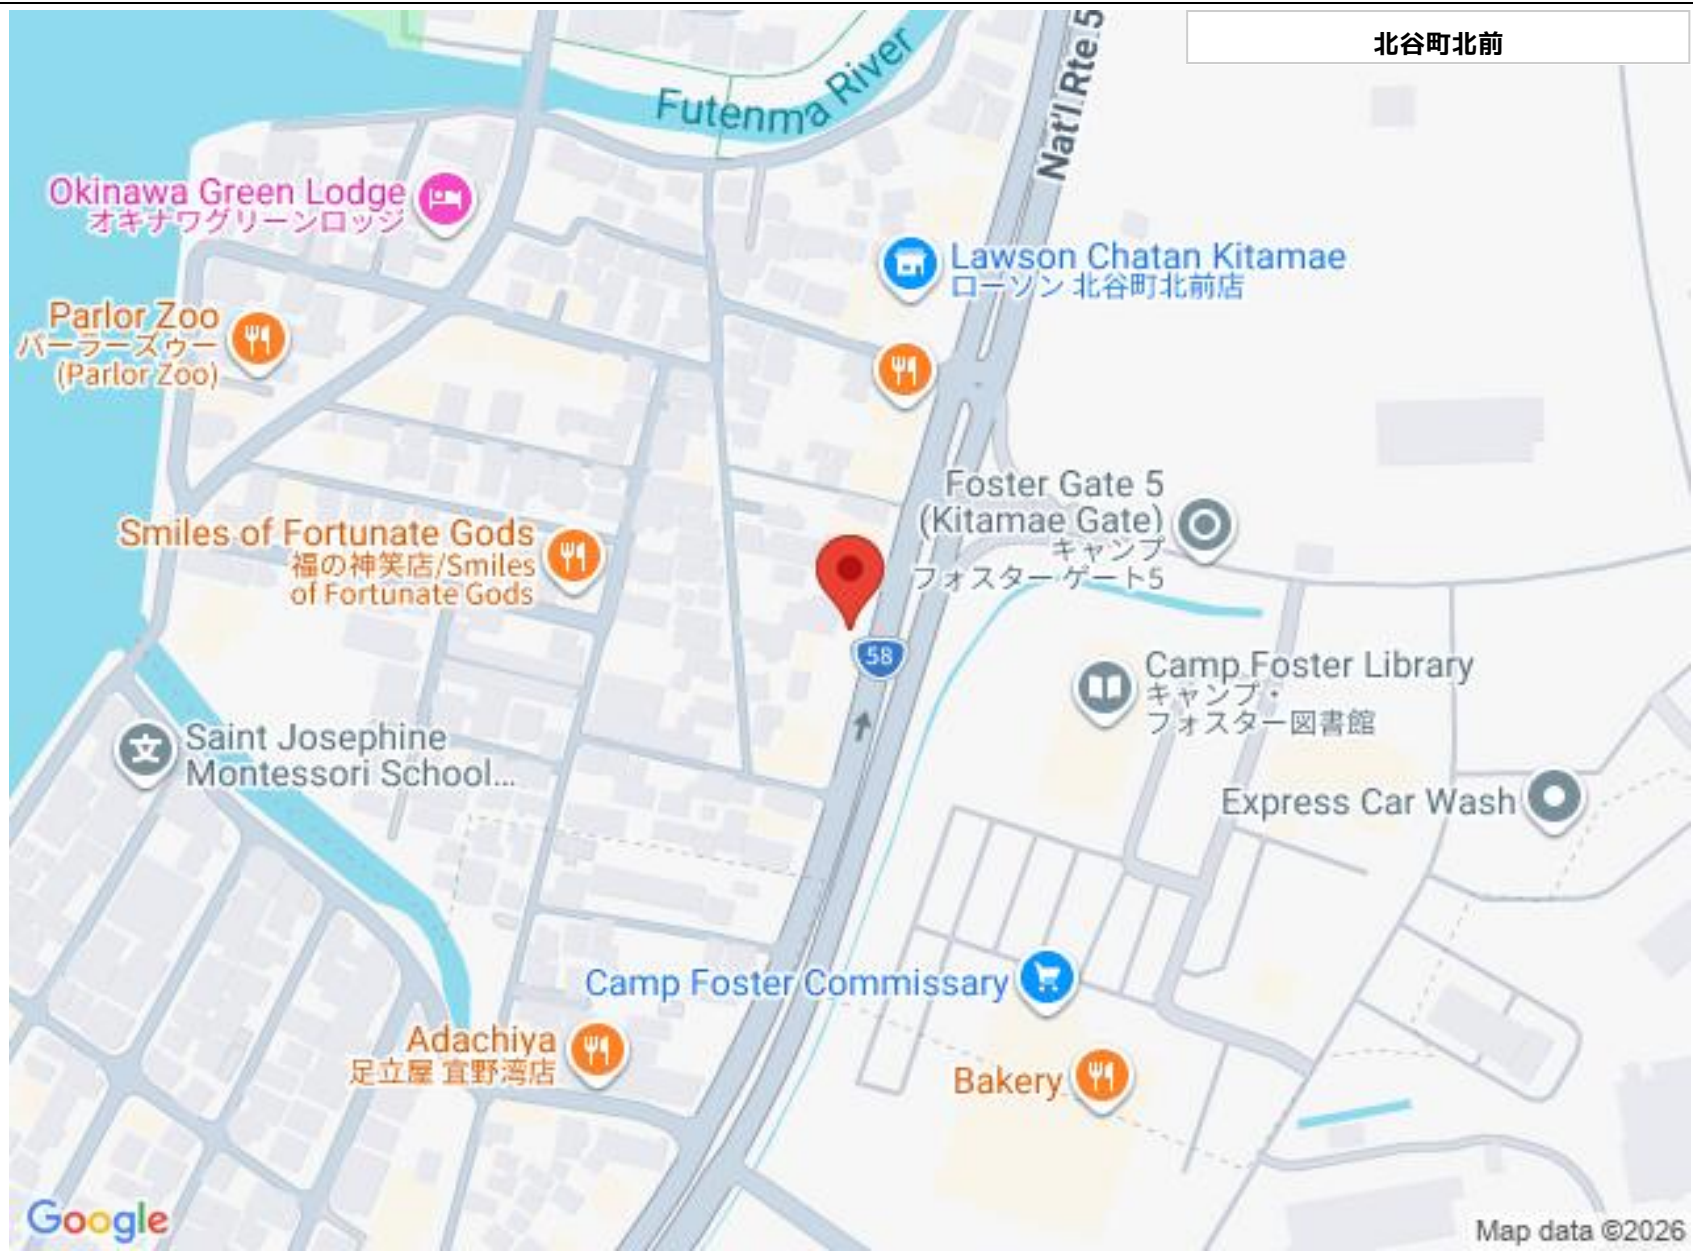 北谷町北前
Nat'l Rte 5
Futenma River
Okinawa Green Lodge
オキナワグリーンロッジ
Lawson Chatan Kitamae
ローソン 北谷町北前店
Parlor Zoo
パーラーズゥー
(Parlor Zoo)
Foster Gate 5
(Kitamae Gate)
キャンプ
フォスター ゲート5
Smiles of Fortunate Gods
福の神笑店/Smiles
of Fortunate Gods
58
Camp Foster Library
キャンプ・
フォスター図書館
Saint Josephine
Montessori School...
文
Express Car Wash
Camp Foster Commissary
Adachiya
足立屋 宜野湾店
Bakery
Google
Map data ©2026